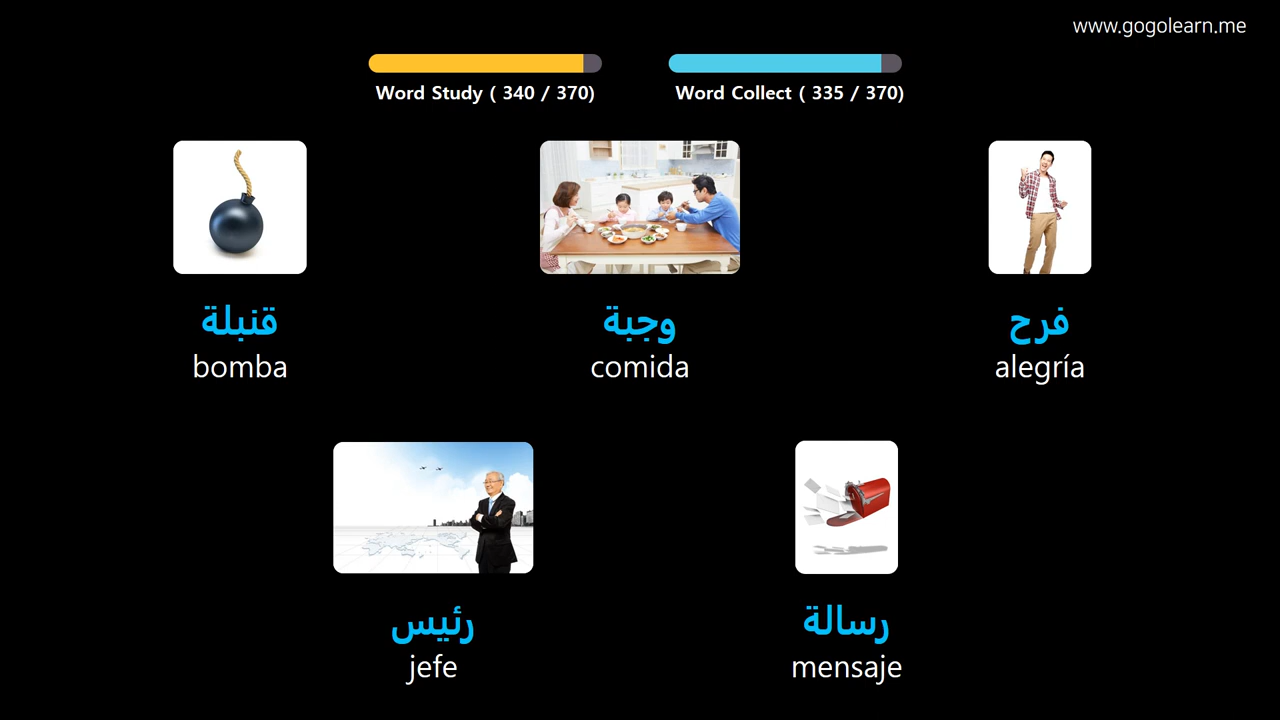 www.gogolearn.me
Word Study ( 340 / 370)
Word Collect ( 335 / 370)
قنبلة
bomba
وجبة
comida
فرح
alegría
رئيس
jefe
رسالة
mensaje